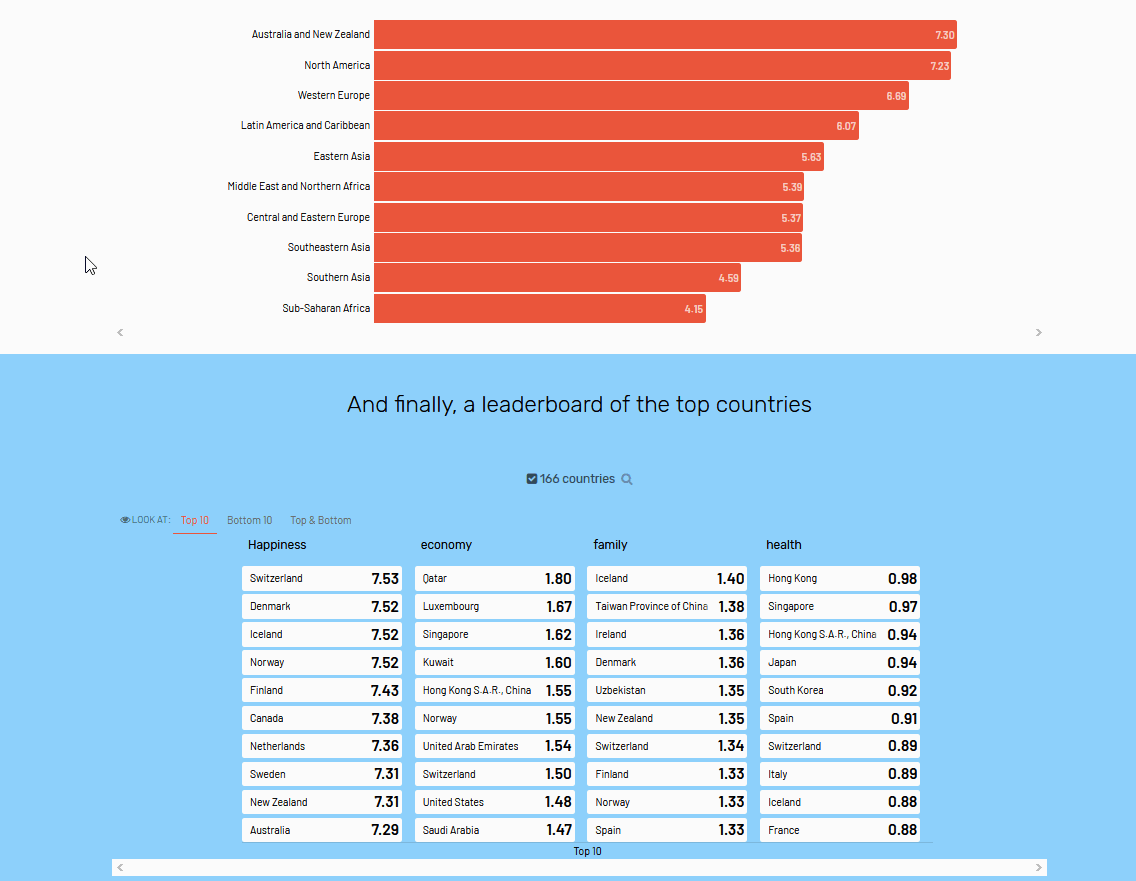 Australia and New Zealand 7.30
North America 7.23
Western Europe 6.69
Latin America and Caribbean 6.07
Eastern Asia 5.63
Middle East and Northern Africa 5.39
Central and Eastern Europe 5.37
Southeastern Asia 5.36
Southern Asia 4.59
Sub-Saharan Africa 4.15
And finally, a leaderboard of the top countries
166 countries
LOOK AT: Top 10 Bottom 10 Top & Bottom
Happiness economy family health
Switzerland 7.53 Qatar 1.80 Iceland 1.40 Hong Kong 0.98
Denmark 7.52 Luxembourg 1.67 Taiwan Province of China 1.38 Singapore 0.97
Iceland 7.52 Singapore 1.62 Ireland 1.36 Hong Kong S.A.R., China 0.94
Norway 7.52 Kuwait 1.60 Denmark 1.36 Japan 0.94
Finland 7.43 Hong Kong S.A.R., China 1.55 Uzbekistan 1.35 South Korea 0.92
Canada 7.38 Norway 1.55 New Zealand 1.35 Spain 0.91
Netherlands 7.36 United Arab Emirates 1.54 Switzerland 1.34 Switzerland 0.89
Sweden 7.31 Switzerland 1.50 Finland 1.33 Italy 0.89
New Zealand 7.31 United States 1.48 Norway 1.33 Iceland 0.88
Australia 7.29 Saudi Arabia 1.47 Spain 1.33 France 0.88
Top 10